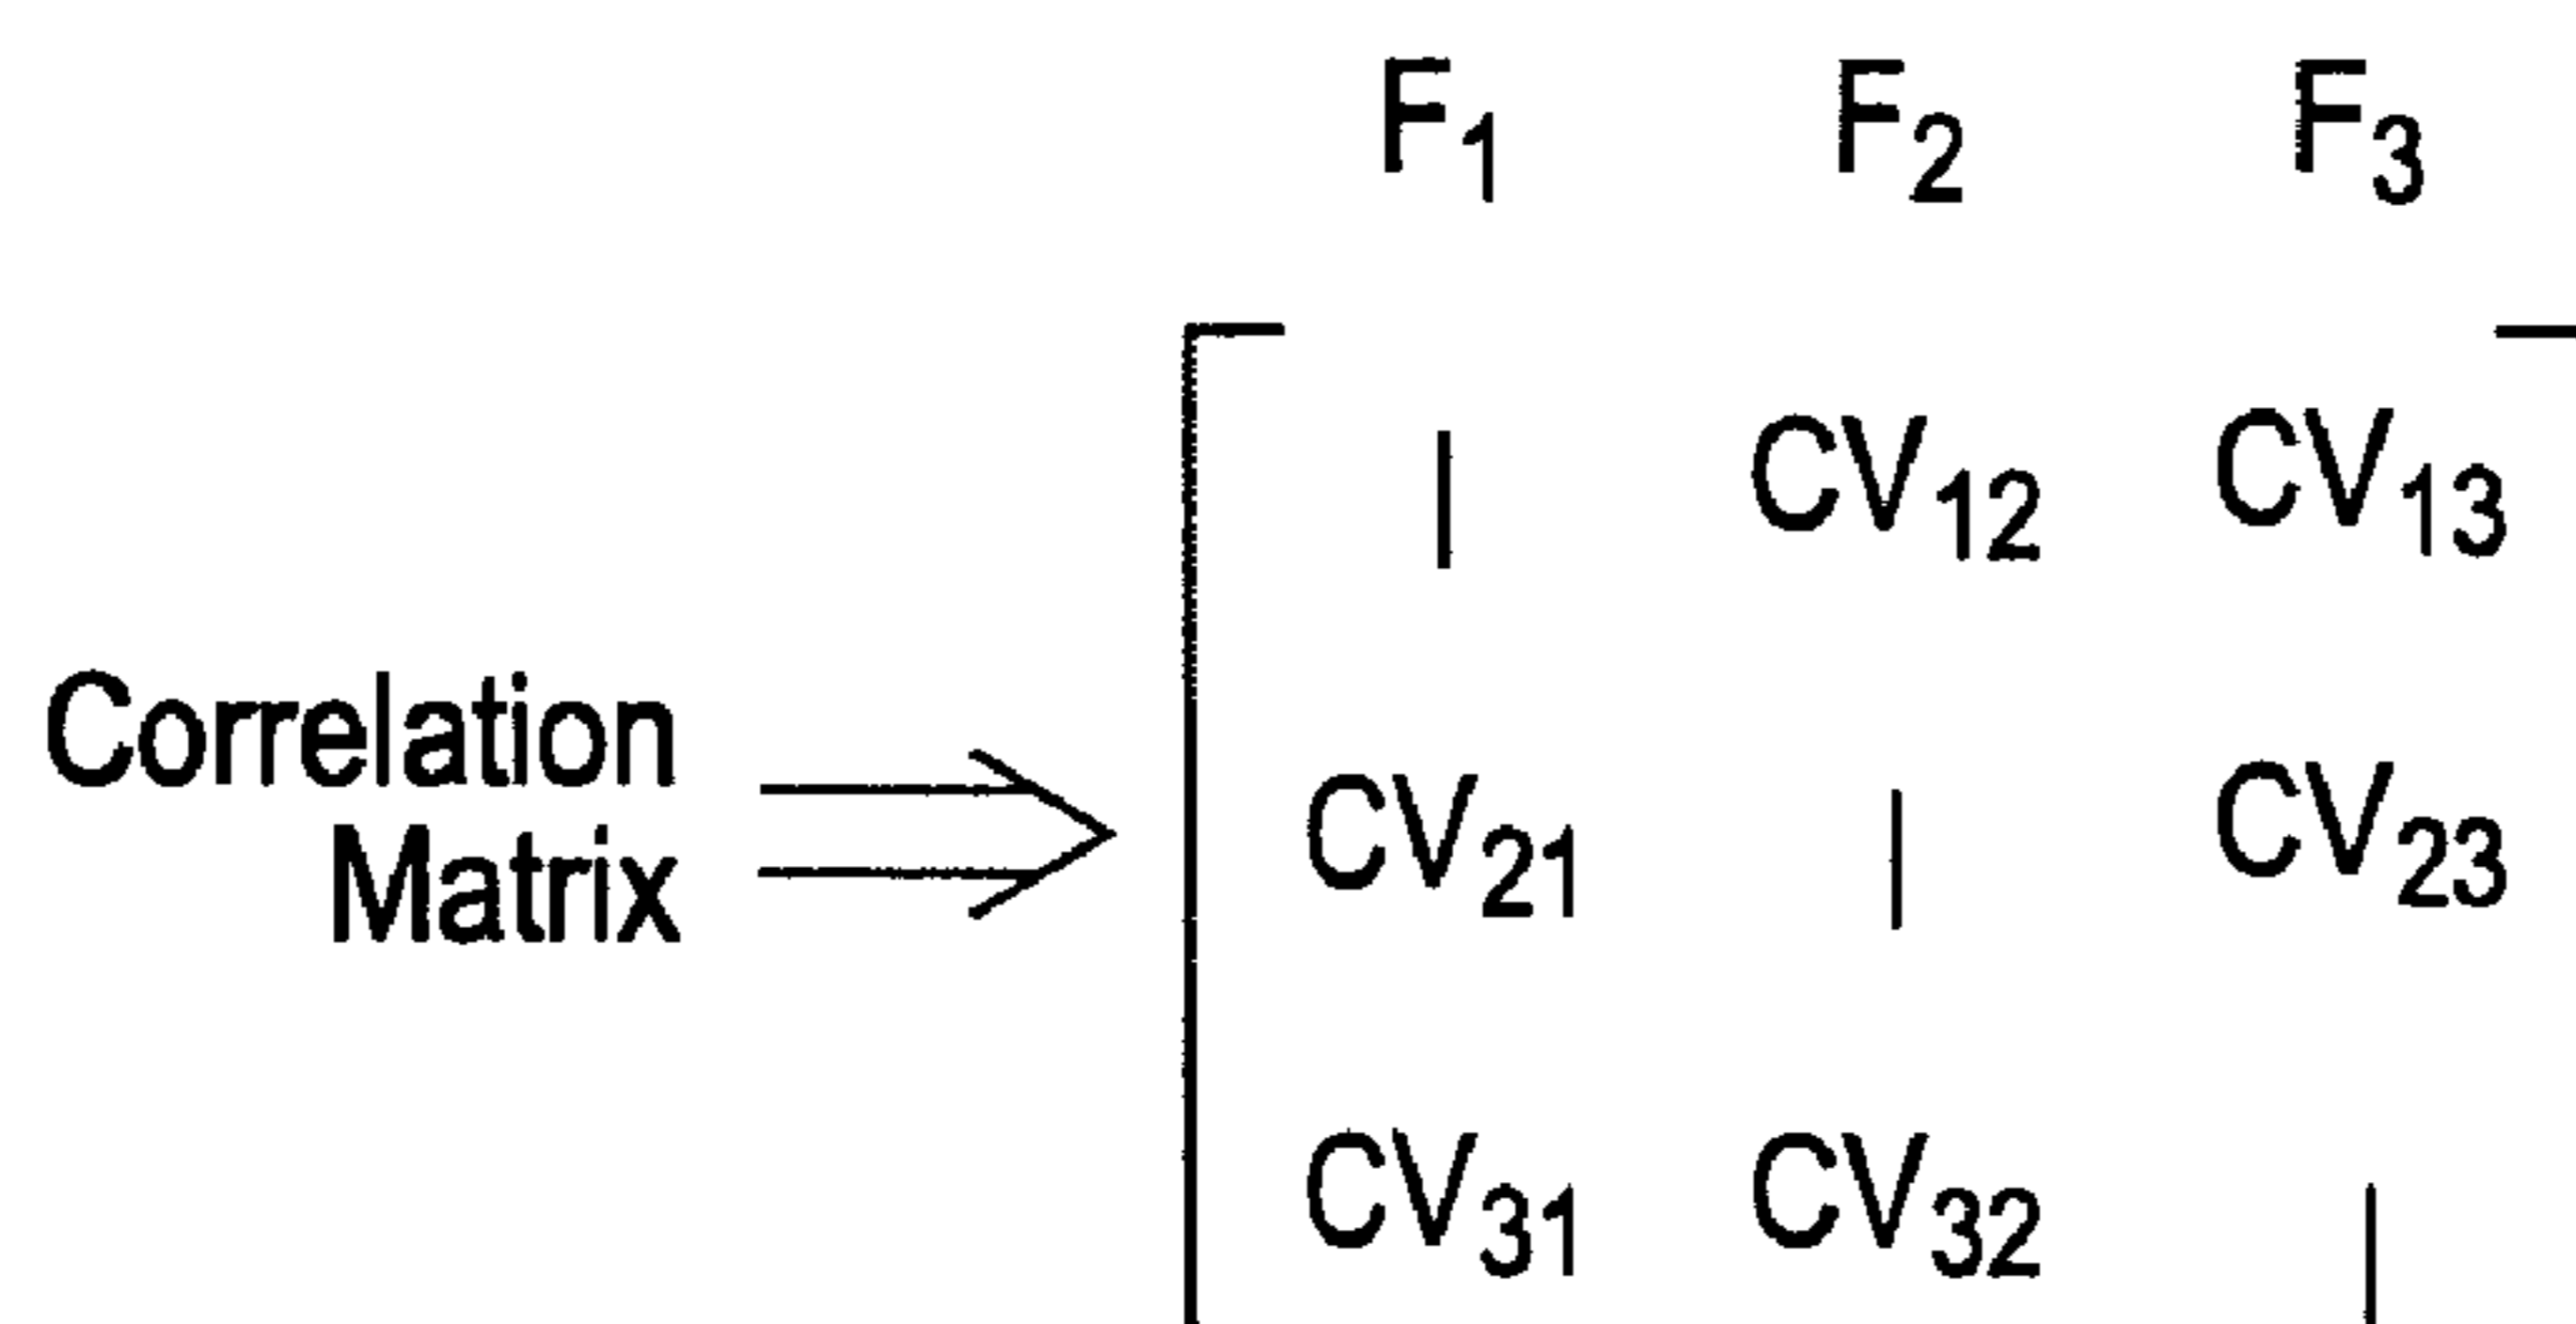 F1 F2 F3
| CV12 CV13
Correlation
Matrix
CV21 | CV23
CV31 CV32 |